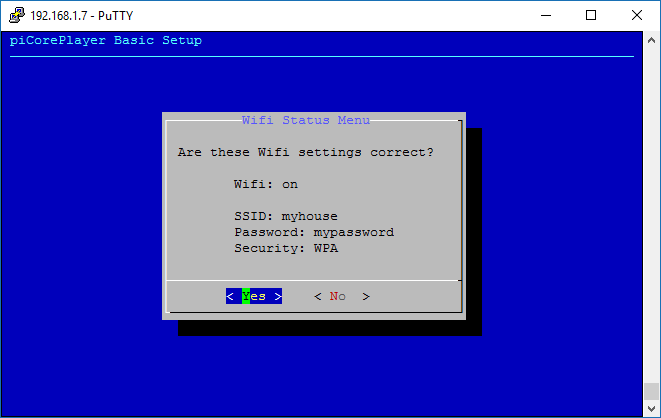 192.168.1.7 - PuTTY
piCorePlayer Basic Setup
Wifi Status Menu
Are these Wifi settings correct?
Wifi: on
SSID: myhouse
Password: mypassword
Security: WPA
< Yes > < No >